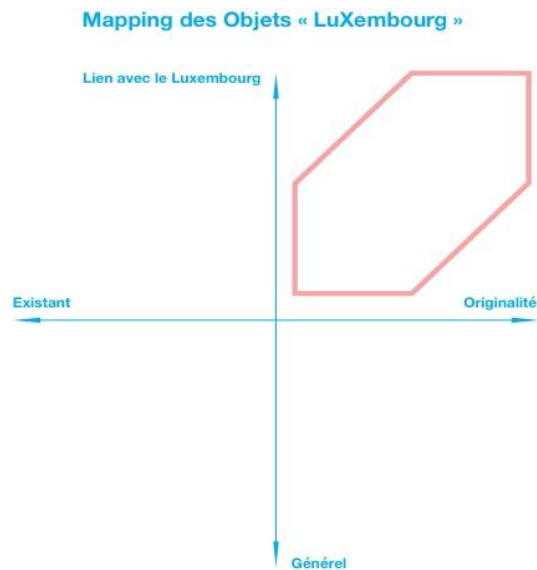 Mapping des Objets « LuXembourg »
Lien avec le Luxembourg
Existant
Originalité
Générel